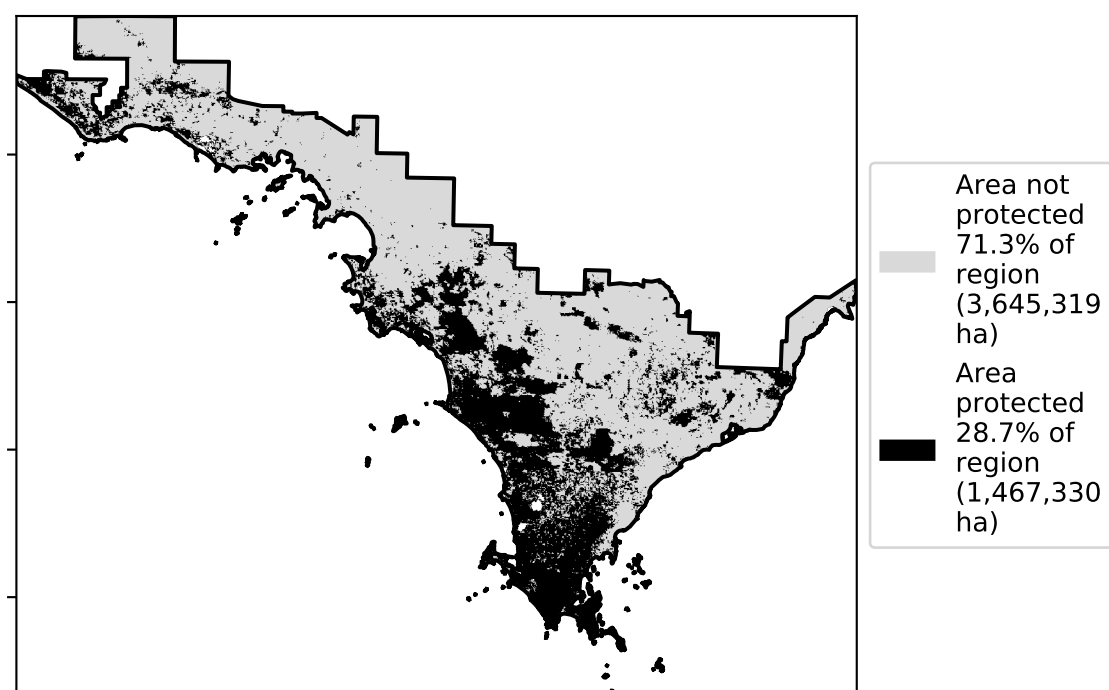 Area not
protected
71.3% of
region
(3,645,319
ha)
Area
protected
28.7% of
region
(1,467,330
ha)